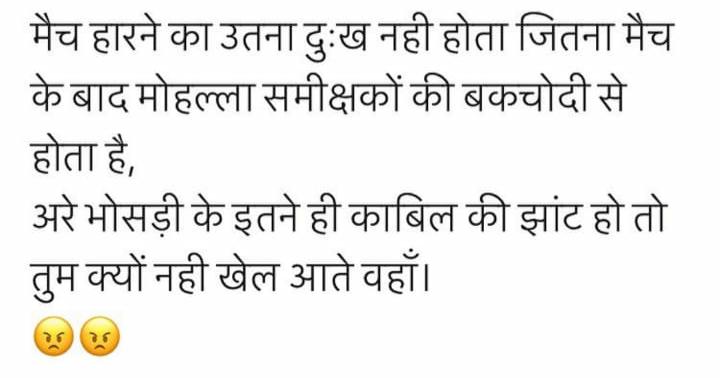 मैच हारने का उतना दुःख नही होता जितना मैच
के बाद मोहल्ला समीक्षकों की बकचोदी से
होता है,
अरे भोसड़ी के इतने ही काबिल की झांट हो तो
तुम क्यों नही खेल आते वहाँ।
😠😠